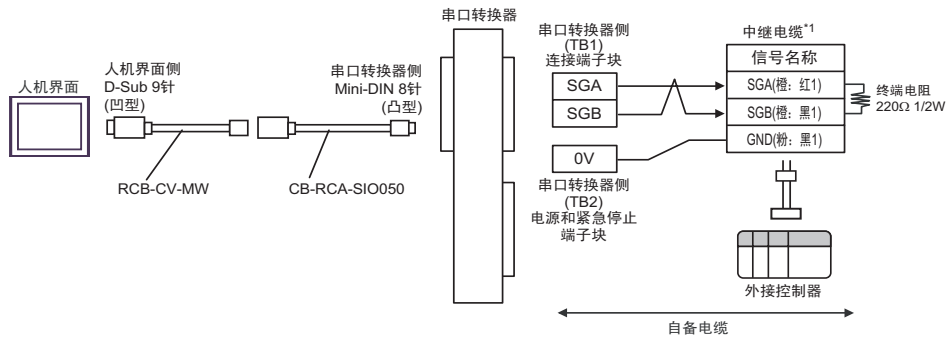 串口转换器
人机界面
人机界面侧
D-Sub 9针
(凹型)
串口转换器侧
Mini-DIN 8针
(凸型)
RCB-CV-MW
CB-RCA-SIO050
串口转换器侧
(TB1)
连接端子块
SGA
SGB
0V
串口转换器侧
(TB2)
电源和紧急停止
端子块
中继电缆*1
信号名称
SGA(橙：红1)
SGB(橙：黑1)
GND(粉：黑1)
终端电阻
220Ω 1/2W
外接控制器
自备电缆